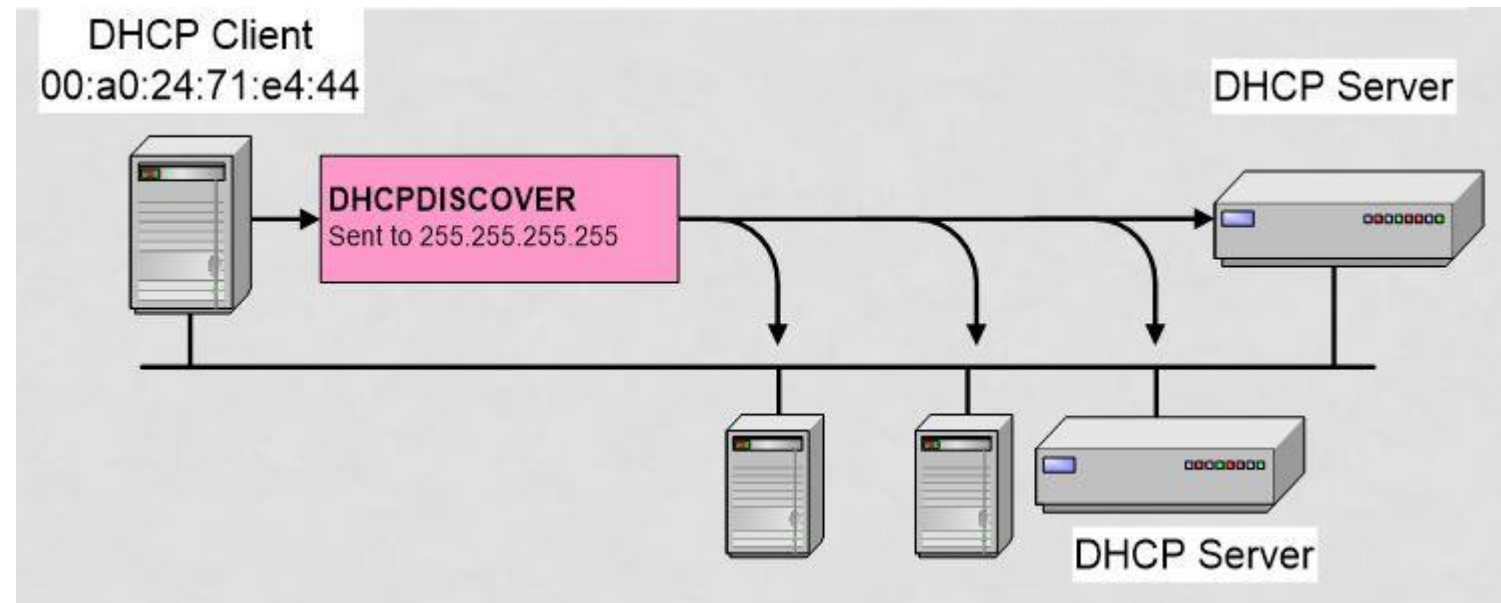 DHCP Client
00:a0:24:71:e4:44
DHCP Server
DHCPDISCOVER
Sent to 255.255.255.255
DHCP Server